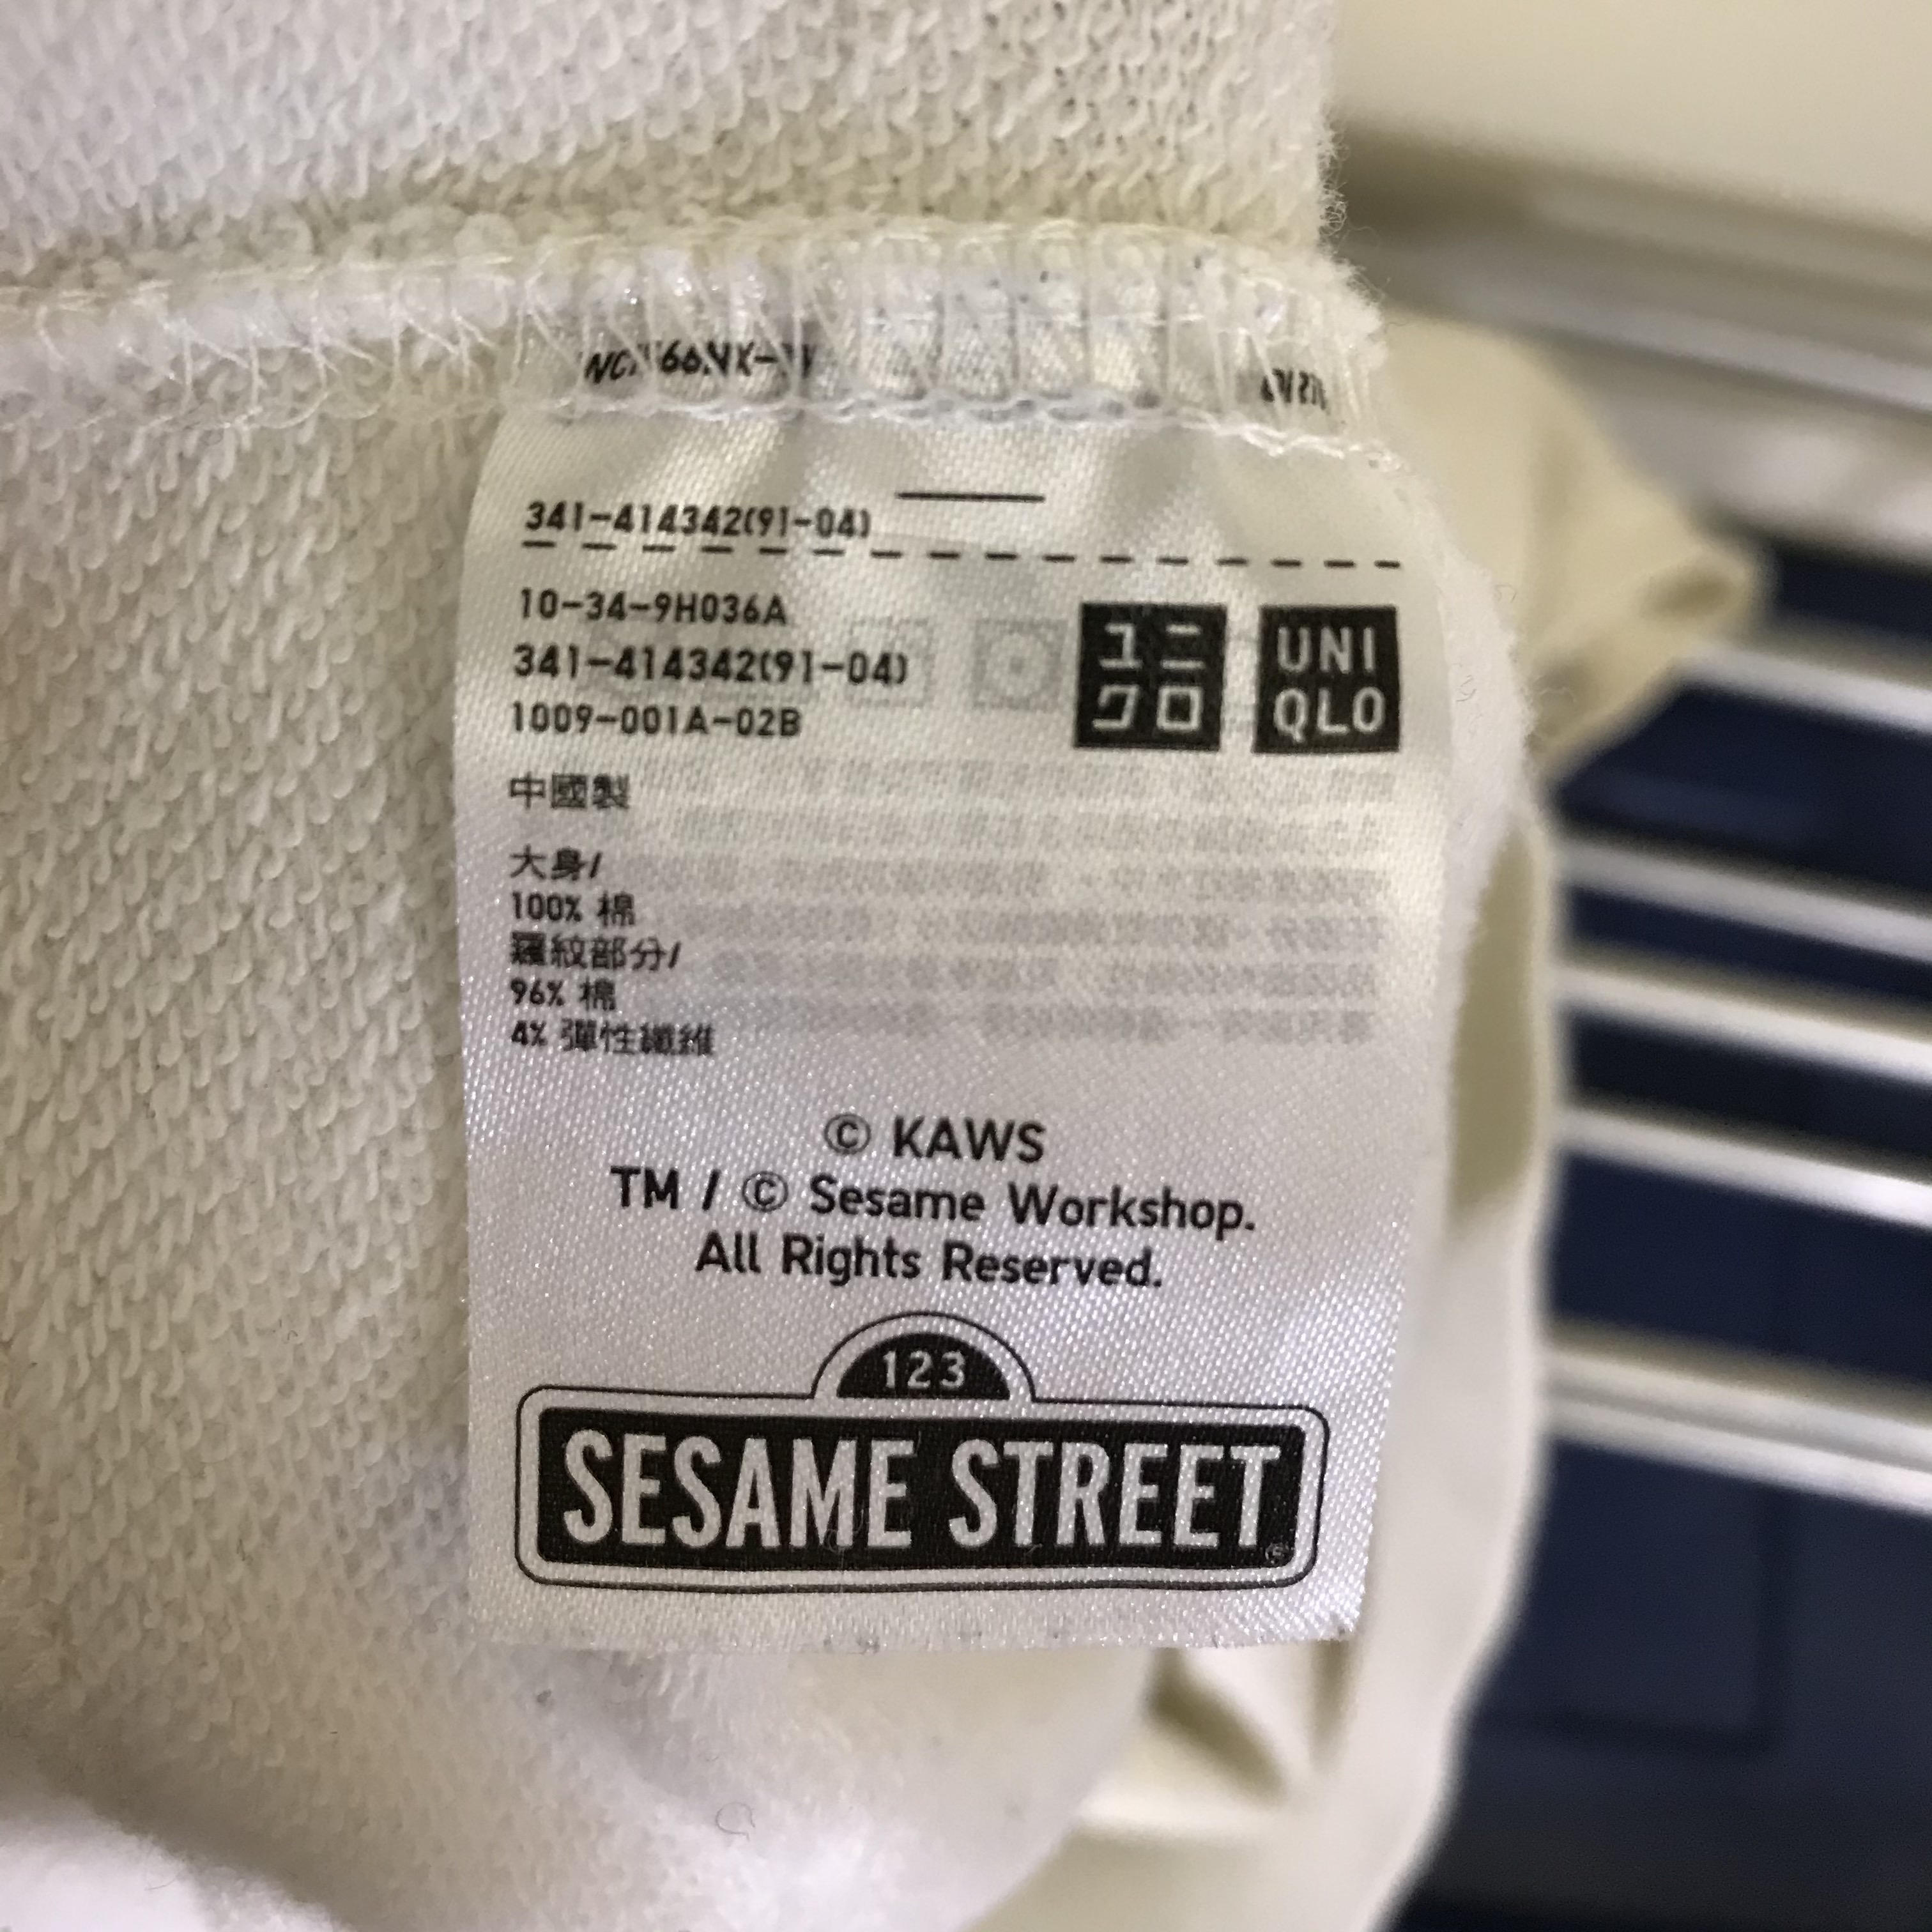 341-414342(91-04)
10-34-9H036A
341-414342(91-04)
1009-001A-02B
ユニ
クロ
UNI
QLO
中國製
大身/
100% 棉
羅紋部分/
96% 棉
4% 彈性纖維
© KAWS
TM / © Sesame Workshop.
All Rights Reserved.
123
SESAME STREET